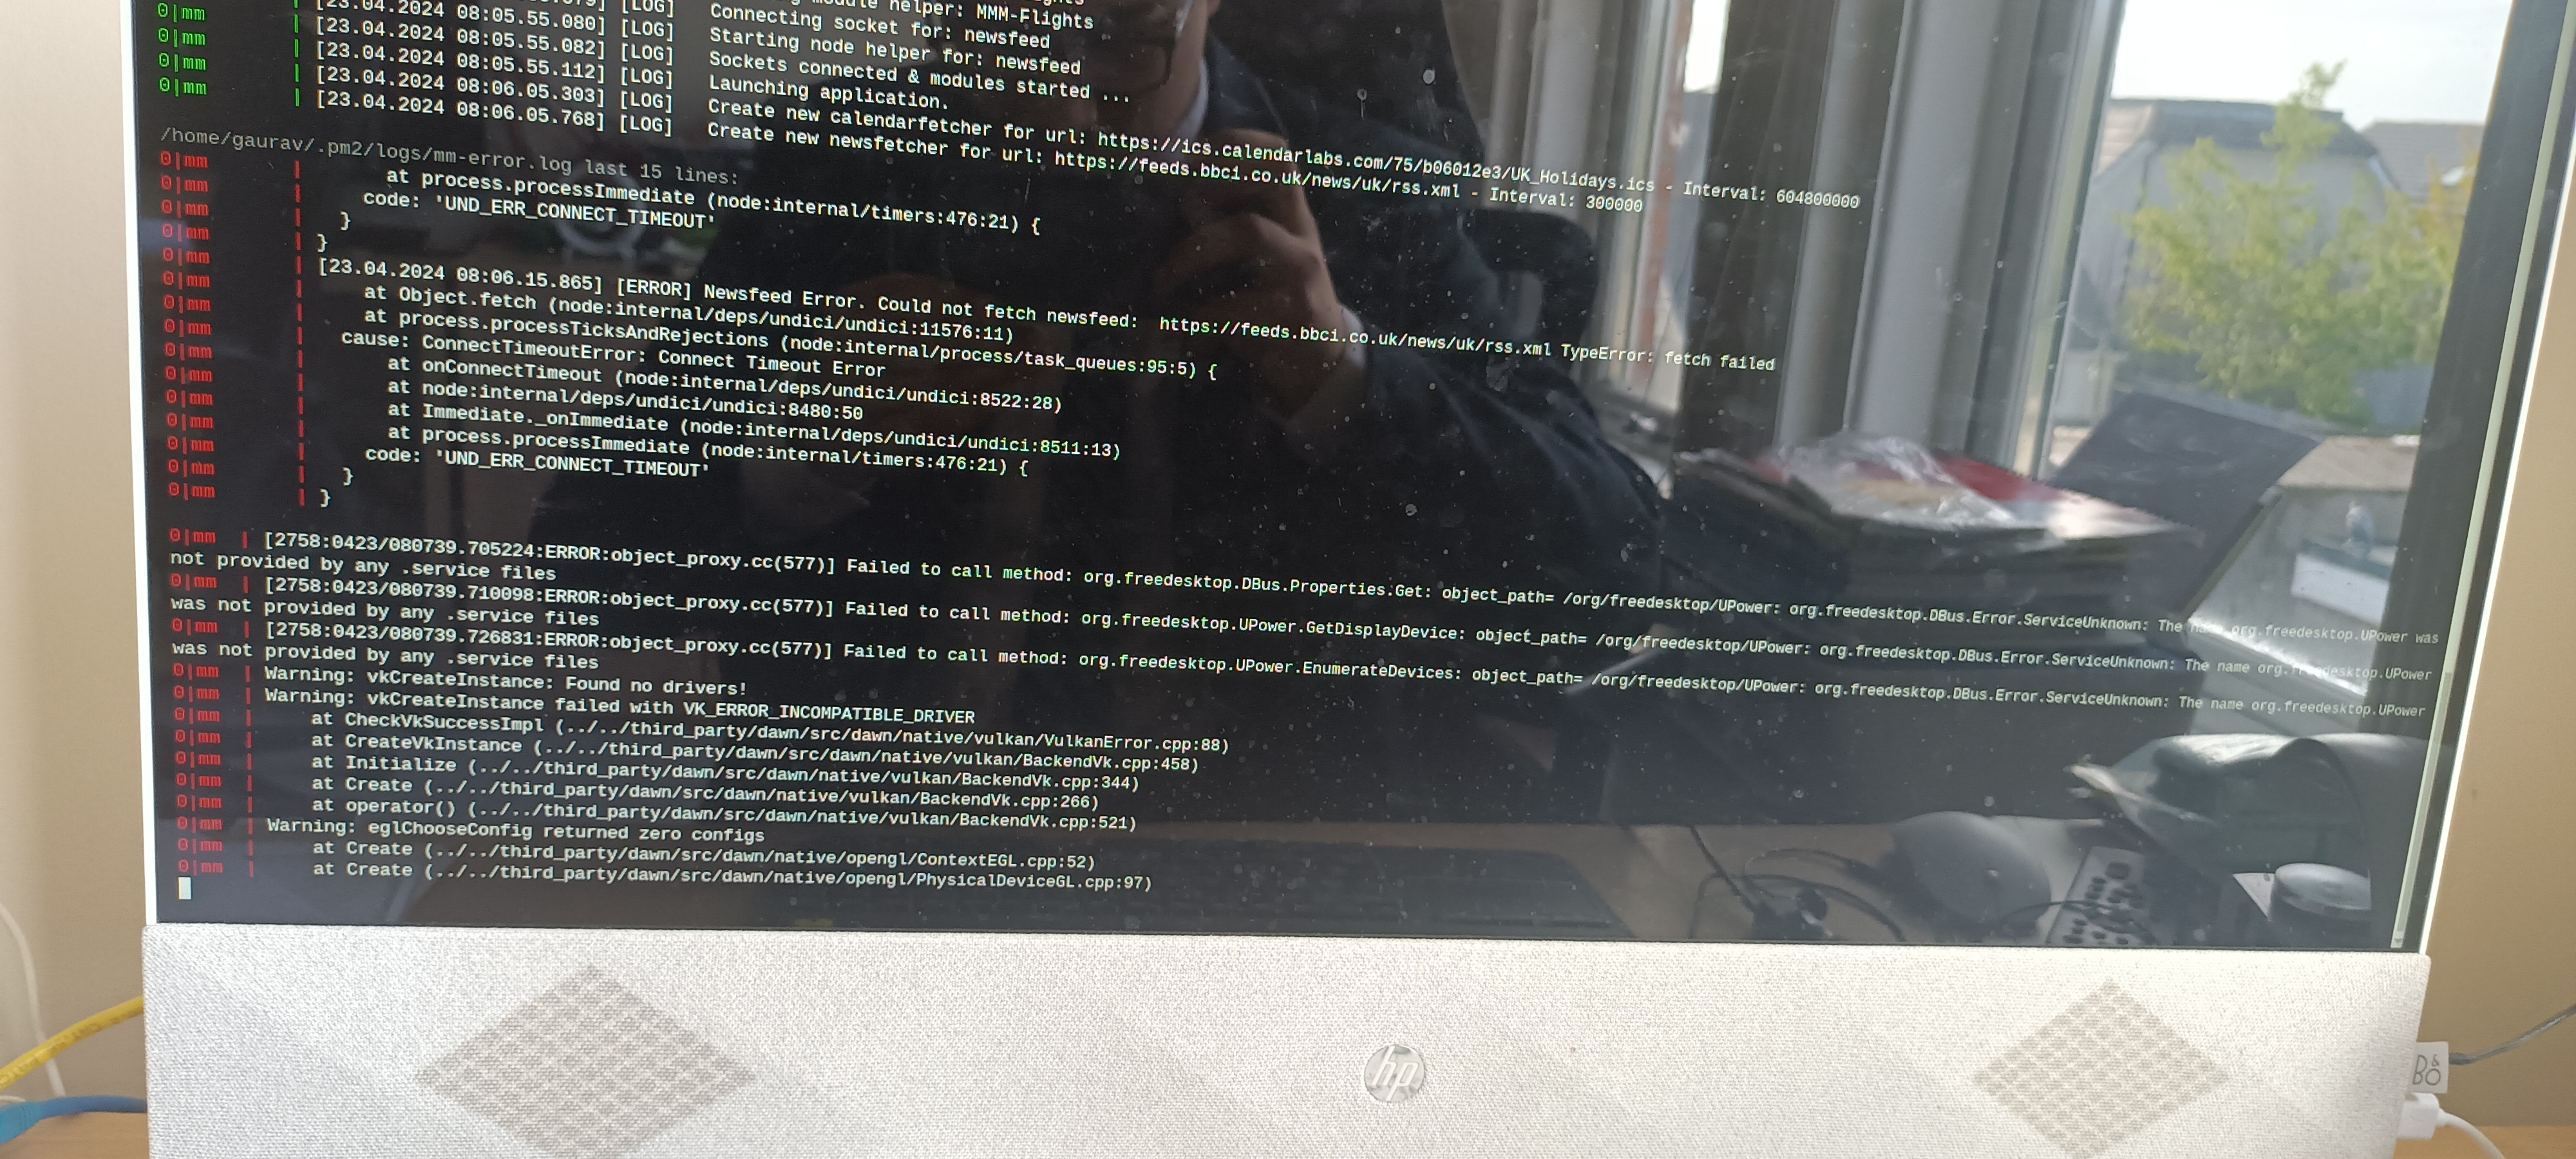 helper: MMM-Flights
0|mm | [23.04.2024 08:05.55.080] [LOG] Connecting socket for: newsfeed
0|mm | [23.04.2024 08:05.55.082] [LOG] Starting node helper for: newsfeed
0|mm | [23.04.2024 08:05.55.112] [LOG] Sockets connected & modules started ...
0|mm | [23.04.2024 08:06.05.303] [LOG] Launching application.
[23.04.2024 08:06.05.768] [LOG] Create new calendarfetcher for url: https://ics.calendarlabs.com/75/b06012e3/UK_Holidays.ics - Interval: 604800000
Create new newsfetcher for url: https://feeds.bbci.co.uk/news/uk/rss.xml - Interval: 300000
/home/gaurav/.pm2/logs/mm-error.log last 15 lines:
0|mm | at process.processImmediate (node:internal/timers:476:21) {
0|mm | code: 'UND_ERR_CONNECT_TIMEOUT'
0|mm | }
0|mm | }
0|mm | [23.04.2024 08:06.15.865] [ERROR] Newsfeed Error. Could not fetch newsfeed: https://feeds.bbci.co.uk/news/uk/rss.xml TypeError: fetch failed
0|mm | at Object.fetch (node:internal/deps/undici/undici:11576:11)
0|mm | at process.processTicksAndRejections (node:internal/process/task_queues:95:5) {
0|mm | cause: ConnectTimeoutError: Connect Timeout Error
0|mm | at onConnectTimeout (node:internal/deps/undici/undici:8522:28)
0|mm | at node:internal/deps/undici/undici:8480:50
0|mm | at Immediate._onImmediate (node:internal/deps/undici/undici:8511:13)
0|mm | at process.processImmediate (node:internal/timers:476:21) {
0|mm | code: 'UND_ERR_CONNECT_TIMEOUT'
0|mm | }
0|mm | }
0|mm | [2758:0423/080739.705224:ERROR:object_proxy.cc(577)] Failed to call method: org.freedesktop.DBus.Properties.Get: object_path= /org/freedesktop/UPower: org.freedesktop.DBus.Error.ServiceUnknown: The name org.freedesktop.UPower was
not provided by any .service files
0|mm | [2758:0423/080739.710098:ERROR:object_proxy.cc(577)] Failed to call method: org.freedesktop.UPower.GetDisplayDevice: object_path= /org/freedesktop/UPower: org.freedesktop.DBus.Error.ServiceUnknown: The name org.freedesktop.UPower
was not provided by any .service files
0|mm | [2758:0423/080739.726831:ERROR:object_proxy.cc(577)] Failed to call method: org.freedesktop.UPower.EnumerateDevices: object_path= /org/freedesktop/UPower: org.freedesktop.DBus.Error.ServiceUnknown: The name org.freedesktop.UPower
was not provided by any .service files
0|mm | Warning: vkCreateInstance: Found no drivers!
0|mm | Warning: vkCreateInstance failed with VK_ERROR_INCOMPATIBLE_DRIVER
0|mm | at CheckVkSuccessImpl (../../third_party/dawn/src/dawn/native/vulkan/VulkanError.cpp:88)
0|mm | at CreateVkInstance (../../third_party/dawn/src/dawn/native/vulkan/BackendVk.cpp:458)
0|mm | at Initialize (../../third_party/dawn/src/dawn/native/vulkan/BackendVk.cpp:344)
0|mm | at Create (../../third_party/dawn/src/dawn/native/vulkan/BackendVk.cpp:266)
0|mm | at operator() (../../third_party/dawn/src/dawn/native/vulkan/BackendVk.cpp:521)
0|mm | Warning: eglChooseConfig returned zero configs
0|mm | at Create (../../third_party/dawn/src/dawn/native/opengl/ContextEGL.cpp:52)
0|mm | at Create (../../third_party/dawn/src/dawn/native/opengl/PhysicalDeviceGL.cpp:97)
hp
B&O